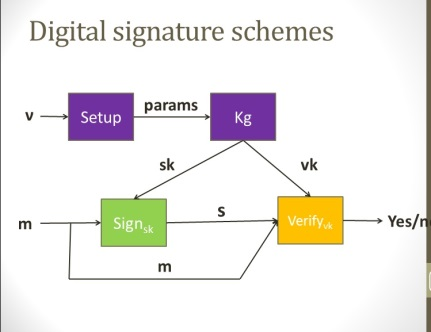 Digital signature schemes
ν
Setup
params
Kg
sk
vk
m
Sign_sk
s
Verify_vk
Yes/n
m